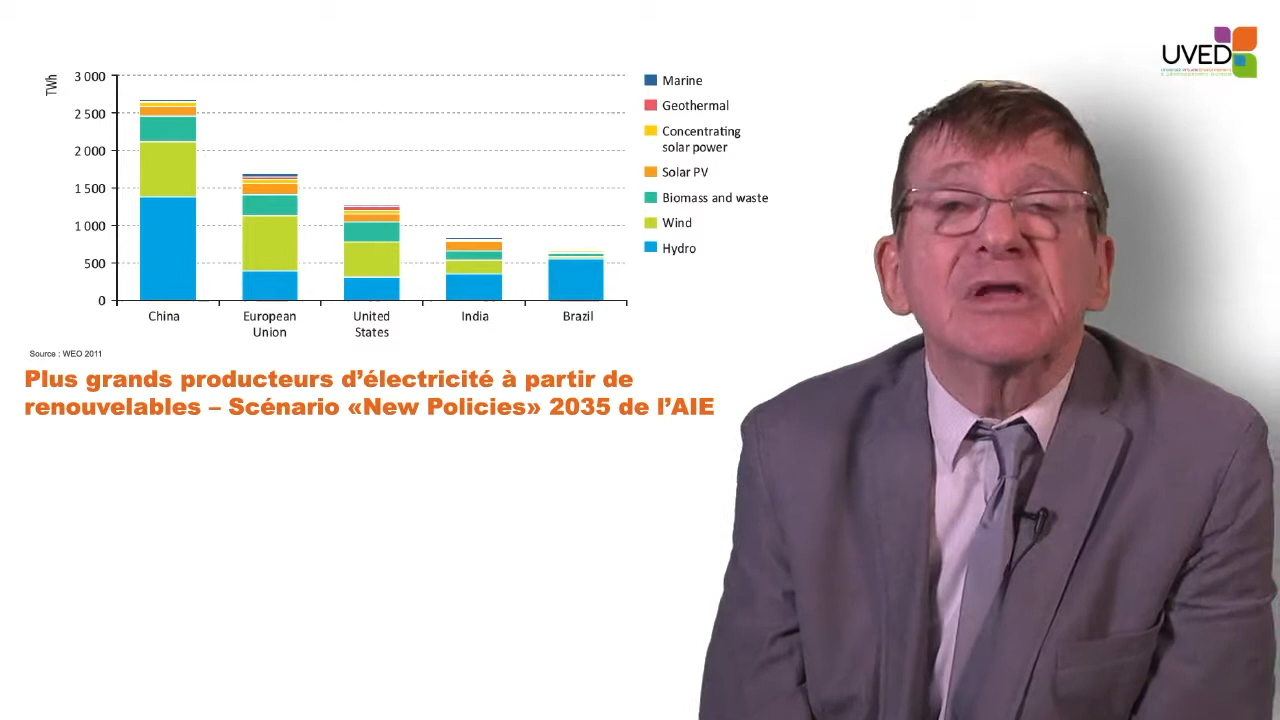 UVED
TWh
3 000
2 500
2 000
1 500
1 000
500
0
China
European
Union
United
States
India
Brazil
Marine
Geothermal
Concentrating
solar power
Solar PV
Biomass and waste
Wind
Hydro
Source : WEO 2011
Plus grands producteurs d’électricité à partir de
renouvelables – Scénario «New Policies» 2035 de l’AIE